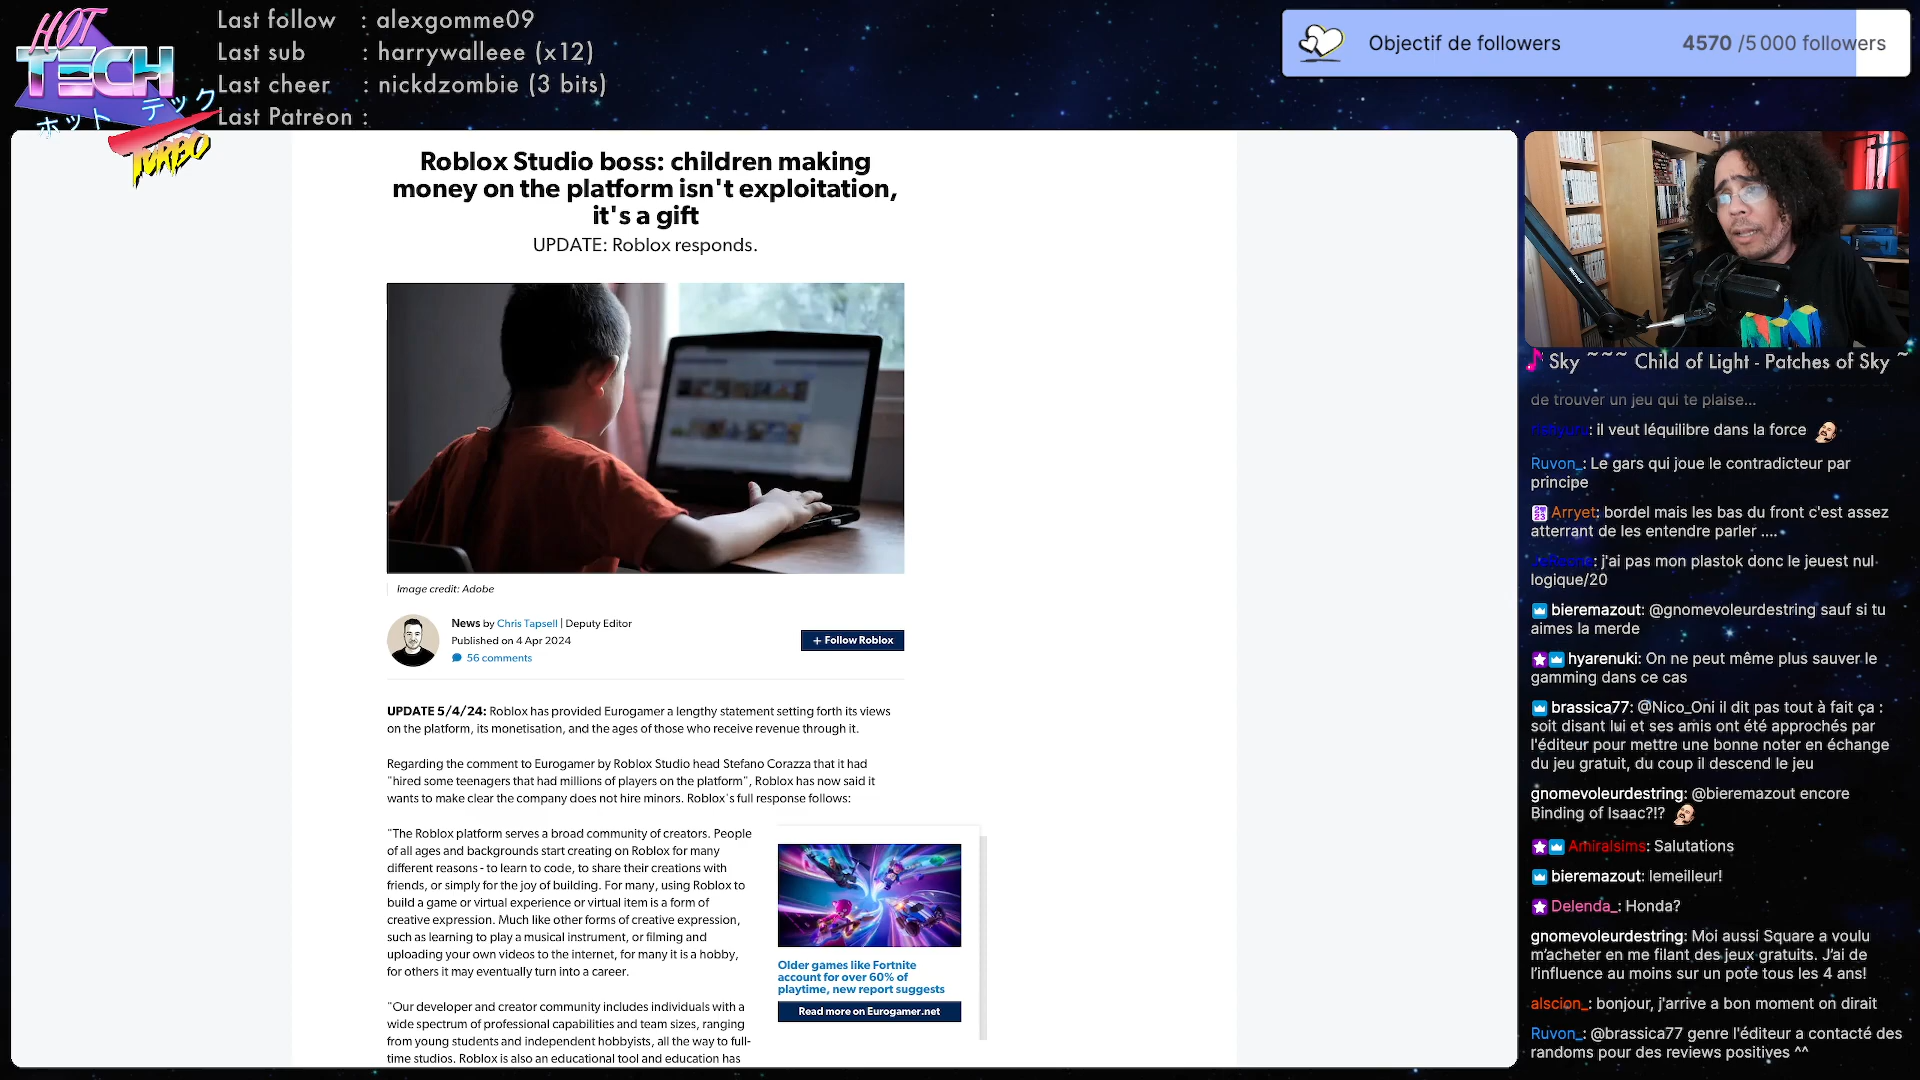 HOT
TECH
ホット テック
TURBO
Last follow : alexgomme09
Last sub : harrywalleee (x12)
Last cheer : nickdzombie (3 bits)
Last Patreon :
Objectif de followers
4570 /5 000 followers
Roblox Studio boss: children making
money on the platform isn't exploitation,
it's a gift
UPDATE: Roblox responds.
Image credit: Adobe
News by Chris Tapsell | Deputy Editor
Published on 4 Apr 2024
56 comments
+ Follow Roblox
UPDATE 5/4/24: Roblox has provided Eurogamer a lengthy statement setting forth its views
on the platform, its monetisation, and the ages of those who receive revenue through it.
Regarding the comment to Eurogamer by Roblox Studio head Stefano Corazza that it had
"hired some teenagers that had millions of players on the platform", Roblox has now said it
wants to make clear the company does not hire minors. Roblox's full response follows:
"The Roblox platform serves a broad community of creators. People
of all ages and backgrounds start creating on Roblox for many
different reasons - to learn to code, to share their creations with
friends, or simply for the joy of building. For many, using Roblox to
build a game or virtual experience or virtual item is a form of
creative expression. Much like other forms of creative expression,
such as learning to play a musical instrument, or filming and
uploading your own videos to the internet, for many it is a hobby,
for others it may eventually turn into a career.
"Our developer and creator community includes individuals with a
wide spectrum of professional capabilities and team sizes, ranging
from young students and independent hobbyists, all the way to full-
time studios. Roblox is also an educational tool and education has
Older games like Fortnite
account for over 60% of
playtime, new report suggests
Read more on Eurogamer.net
Sky ~~~ Child of Light - Patches of Sky ~
de trouver un jeu qui te plaise...
: il veut léquilibre dans la force
Ruvon_: Le gars qui joue le contradicteur par
principe
Arryet: bordel mais les bas du front c'est assez
atterrant de les entendre parler ....
: j'ai pas mon plastok donc le jeuest nul
logique/20
bieremazout: @gnomevoleurdestring sauf si tu
aimes la merde
hyarenuki: On ne peut même plus sauver le
gamming dans ce cas
brassica77: @Nico_Oni il dit pas tout à fait ça :
soit disant lui et ses amis ont été approchés par
l'éditeur pour mettre une bonne noter en échange
du jeu gratuit, du coup il descend le jeu
gnomevoleurdestring: @bieremazout encore
Binding of Isaac?!?
Amiralsims: Salutations
bieremazout: lemeilleur!
Delenda_: Honda?
gnomevoleurdestring: Moi aussi Square a voulu
m'acheter en me filant des jeux gratuits. J'ai de
l'influence au moins sur un pote tous les 4 ans!
alscion_: bonjour, j'arrive a bon moment on dirait
Ruvon_: @brassica77 genre l'éditeur a contacté des
randoms pour des reviews positives ^^